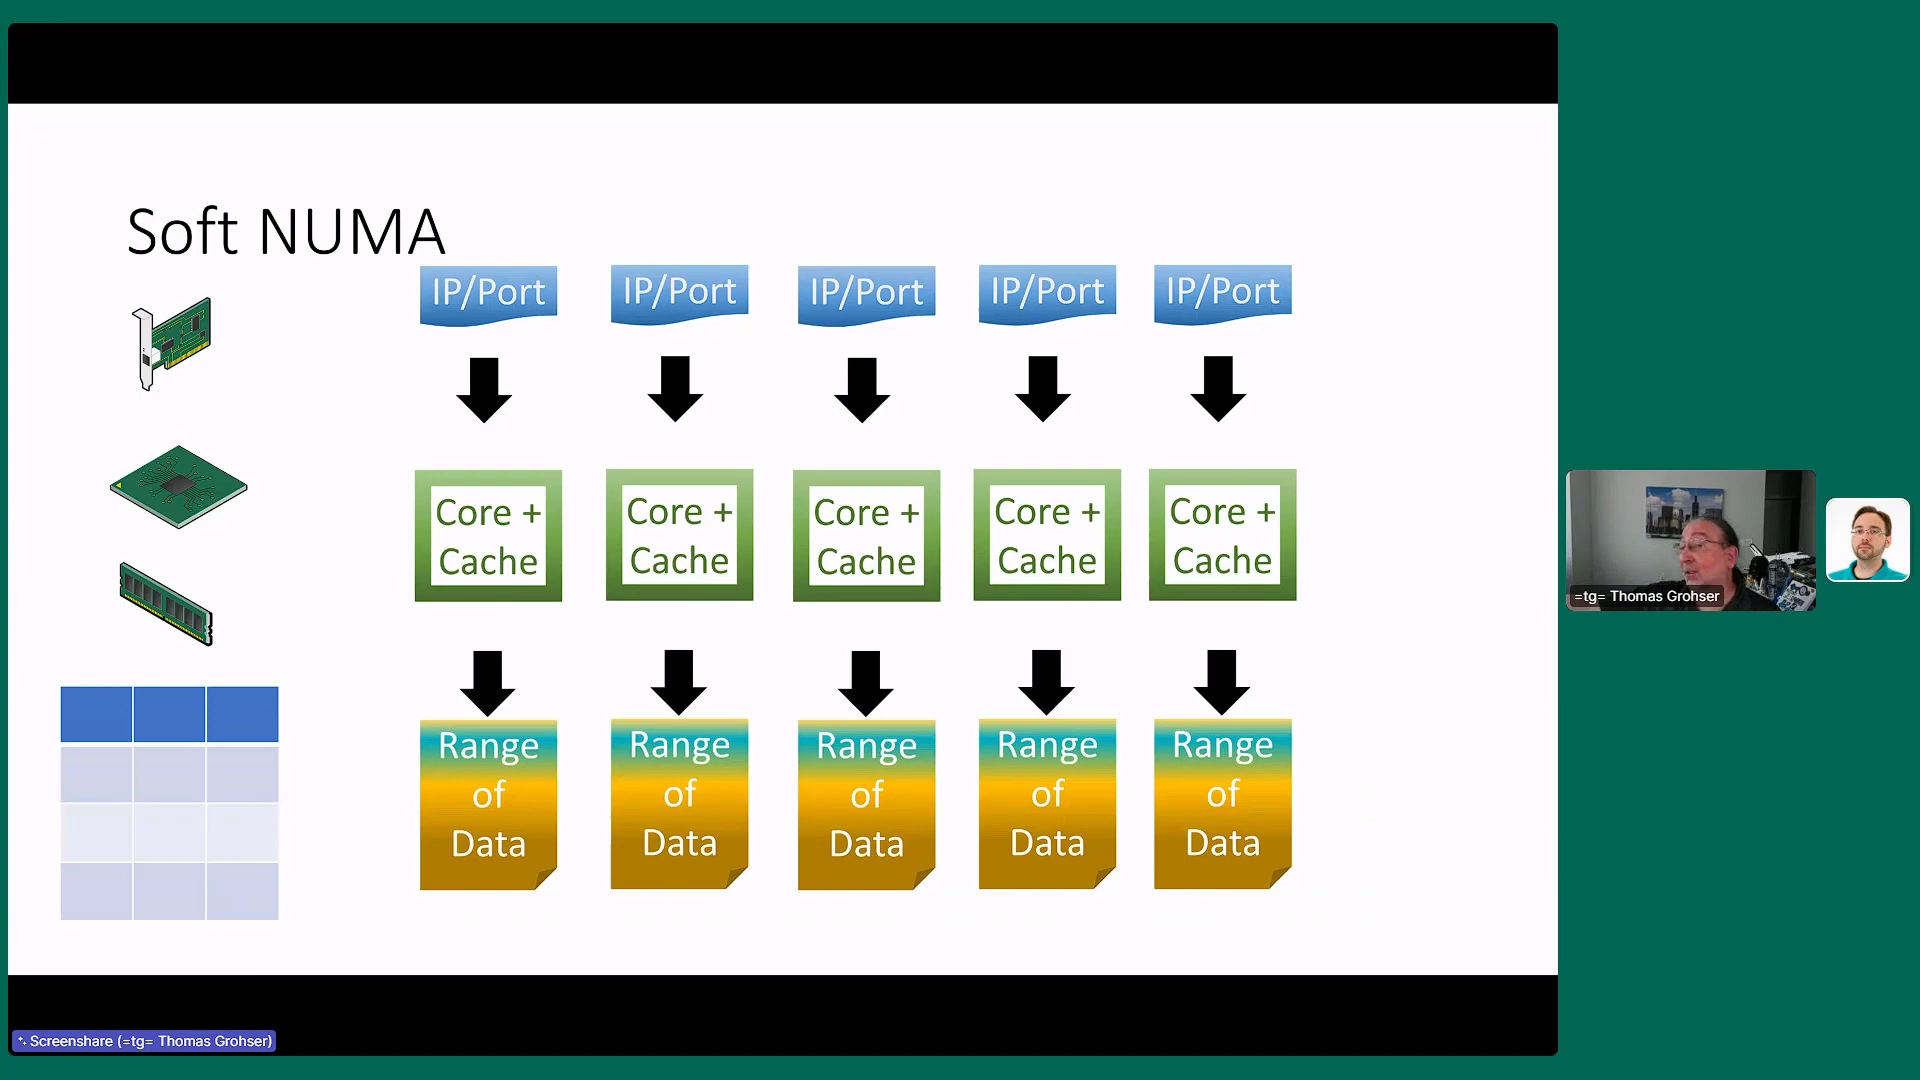 Soft NUMA
IP/Port
IP/Port
IP/Port
IP/Port
IP/Port
Core +
Cache
Core +
Cache
Core +
Cache
Core +
Cache
Core +
Cache
Range
of
Data
Range
of
Data
Range
of
Data
Range
of
Data
Range
of
Data
=tg= Thomas Grohser
Screenshare (=tg= Thomas Grohser)